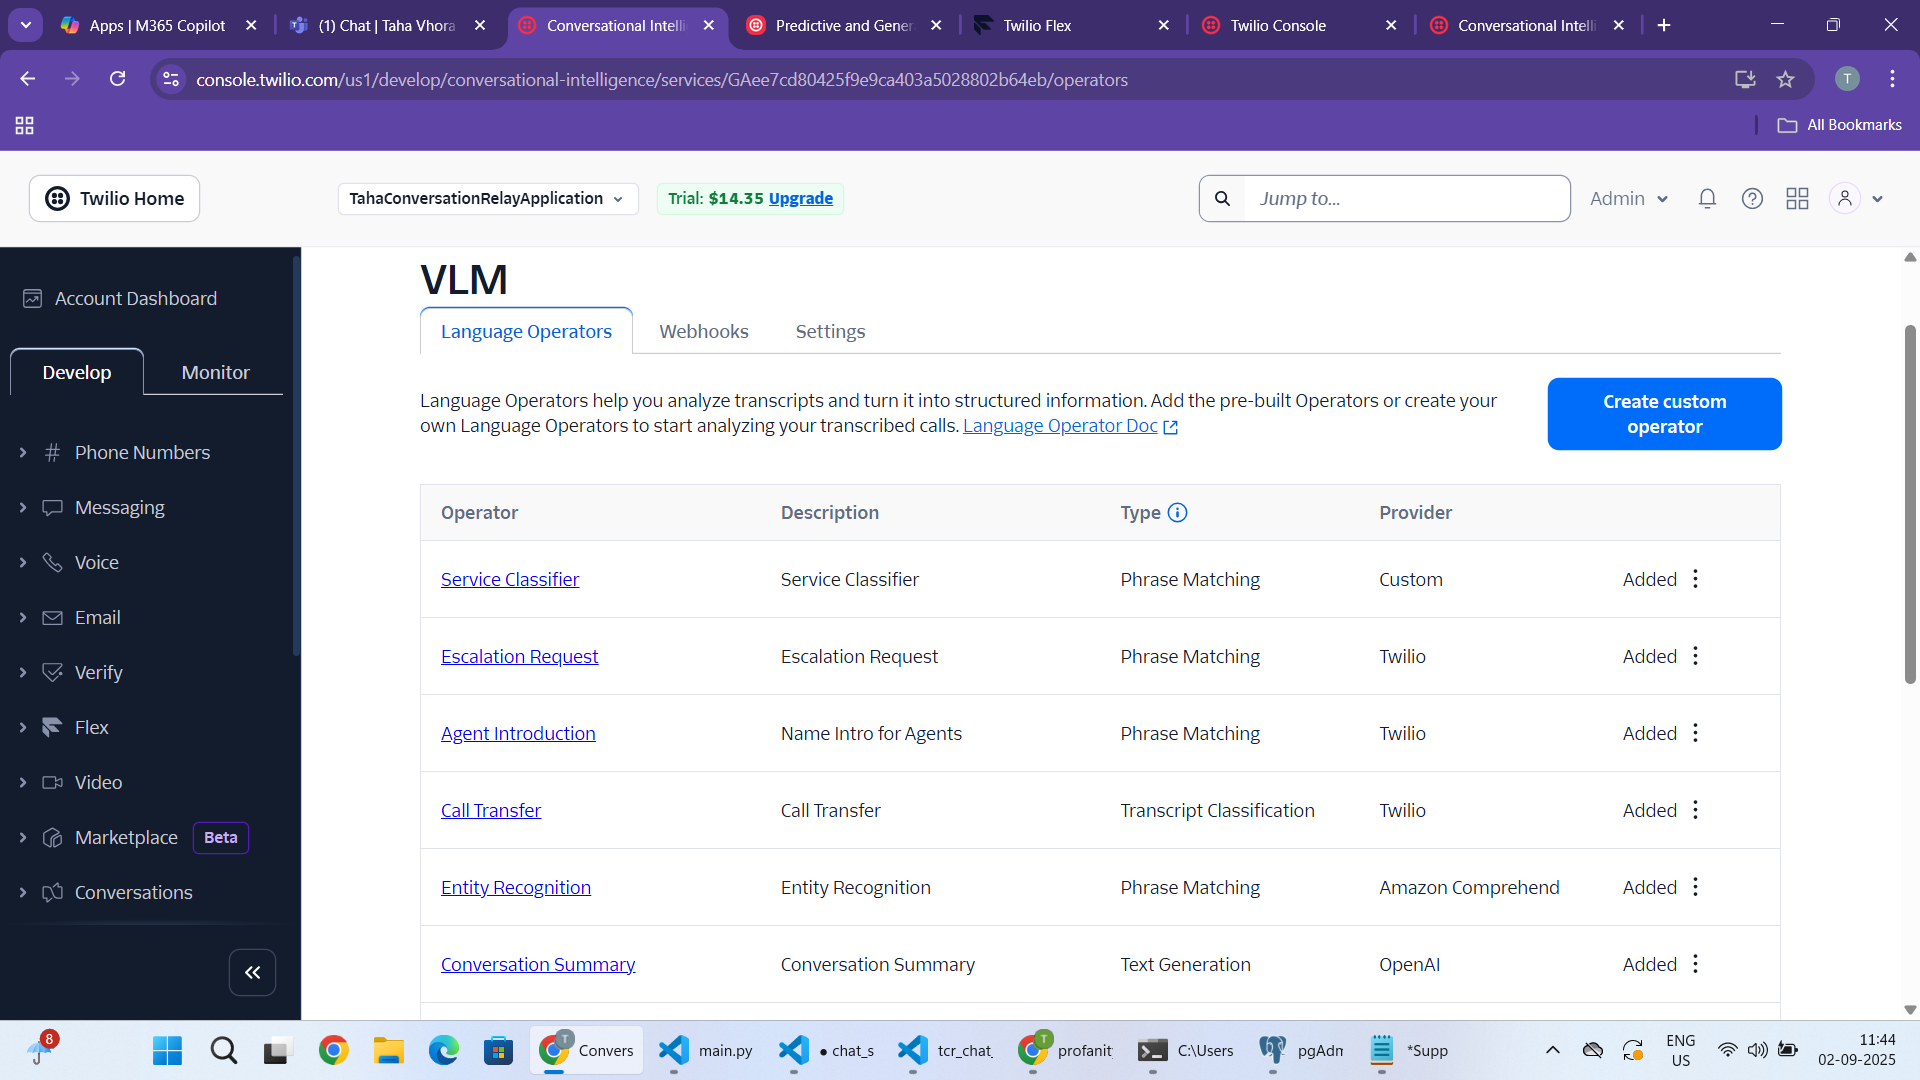 Apps | M365 Copilot
(1) Chat | Taha Vhora
Conversational Intelli
Predictive and Gener
Twilio Flex
Twilio Console
Conversational Intelli
console.twilio.com/us1/develop/conversational-intelligence/services/GAee7cd80425f9e9ca403a5028802b64eb/operators
T
All Bookmarks
Twilio Home
TahaConversationRelayApplication
Trial: $14.35 Upgrade
Jump to...
Admin
Account Dashboard
Develop
Monitor
Phone Numbers
Messaging
Voice
Email
Verify
Flex
Video
Marketplace Beta
Conversations
VLM
Language Operators
Webhooks
Settings
Language Operators help you analyze transcripts and turn it into structured information. Add the pre-built Operators or create your
own Language Operators to start analyzing your transcribed calls. Language Operator Doc
Create custom
operator
Operator Description Type Provider
Service Classifier Service Classifier Phrase Matching Custom Added
Escalation Request Escalation Request Phrase Matching Twilio Added
Agent Introduction Name Intro for Agents Phrase Matching Twilio Added
Call Transfer Call Transfer Transcript Classification Twilio Added
Entity Recognition Entity Recognition Phrase Matching Amazon Comprehend Added
Conversation Summary Conversation Summary Text Generation OpenAI Added
8
T
Convers
main.py
● chat_s
tcr_chat_
T
profanit
C:\Users
pgAdm
*Supp
ENG
US
11:44
02-09-2025